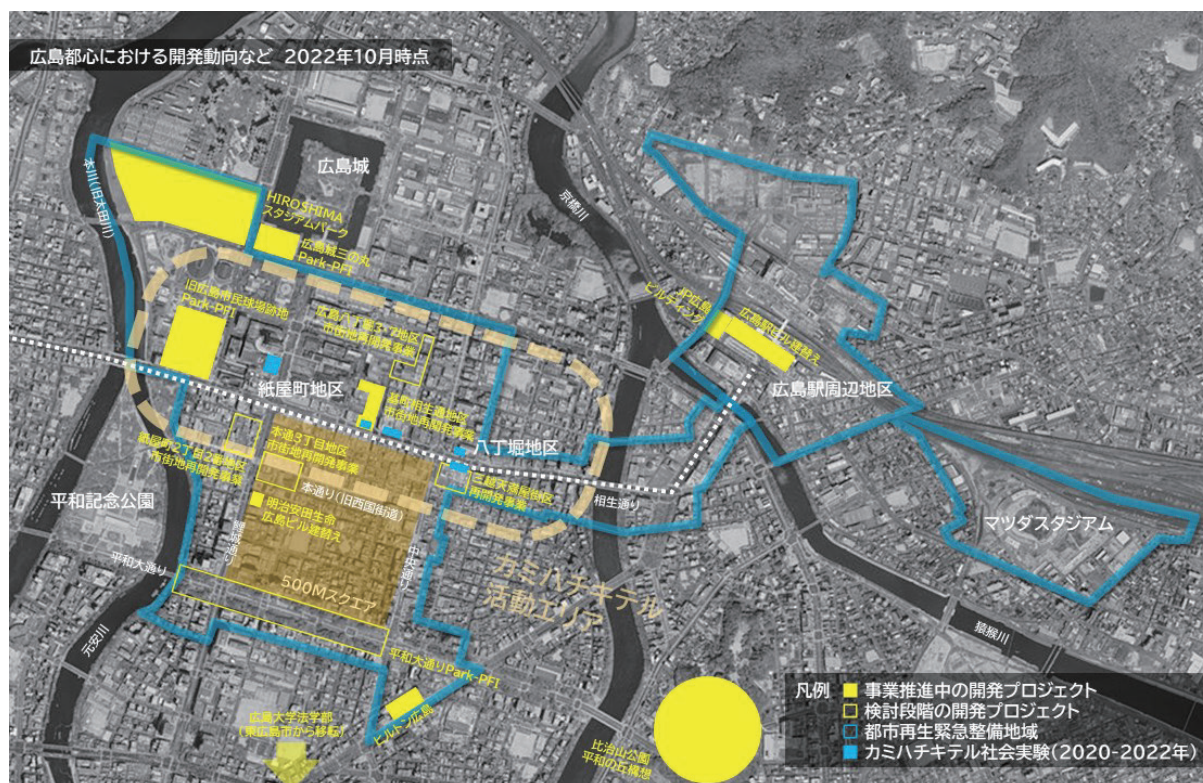 広島都心における開発動向など 2022年10月時点
広島城
本川(旧太田川)
HIROSHIMA
スタジアムパーク
広島城三の丸
Park-PFI
京橋川
旧広島市民球場跡地
Park-PFI
広島八丁堀3・7地区
市街地再開発事業
JP広島
ビルディング
広島駅ビル建替え
紙屋町地区
基町相生通地区
市街地再開発事業
広島駅周辺地区
紙屋町2丁目2番地区
市街地再開発事業
本通3丁目地区
市街地再開発事業
八丁堀地区
三越天満屋街区
再開発事業
相生通り
平和記念公園
本通り(旧西国街道)
明治安田生命
広島ビル建替え
マツダスタジアム
鯉城通り
中央通り
平和大通り
500Mスクエア
カミハチキテル
活動エリア
元安川
猿猴川
平和大通りPark-PFI
ヒルトン広島
広島大学法学部
(東広島市から移転)
比治山公園
平和の丘構想
凡例
事業推進中の開発プロジェクト
検討段階の開発プロジェクト
都市再生緊急整備地域
カミハチキテル社会実験(2020-2022年)